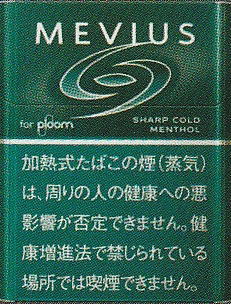 MEVIUS
for ploom
SHARP COLD
MENTHOL
加熱式たばこの煙(蒸気)
は、周りの人の健康への悪
影響が否定できません。健
康増進法で禁じられている
場所では喫煙できません。